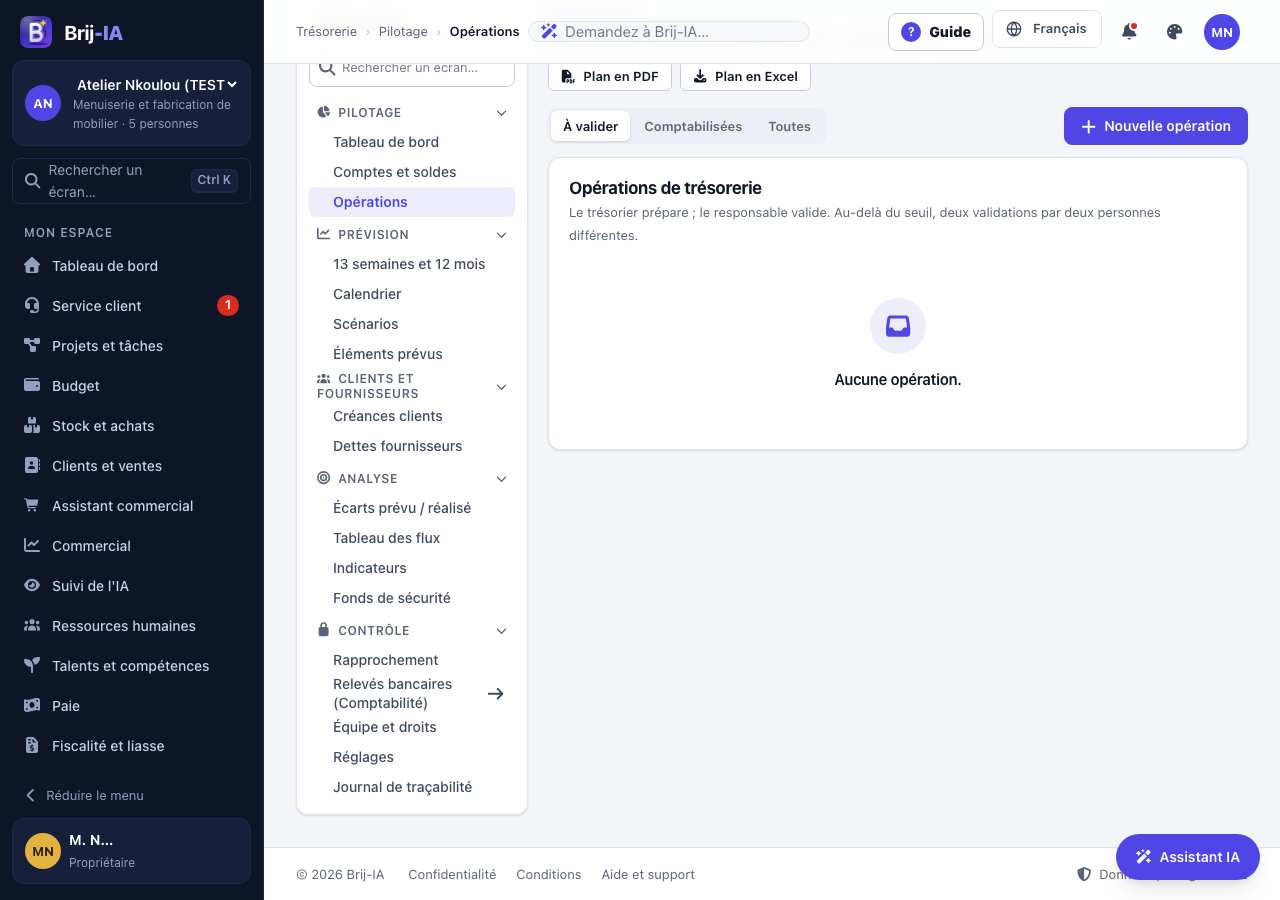 Brij-IA
AN
Atelier Nkoulou (TEST
Menuiserie et fabrication de
mobilier · 5 personnes
Rechercher un
écran...
Ctrl K
MON ESPACE
Tableau de bord
Service client
1
Projets et tâches
Budget
Stock et achats
Clients et ventes
Assistant commercial
Commercial
Suivi de l'IA
Ressources humaines
Talents et compétences
Paie
Fiscalité et liasse
Réduire le menu
MN
M. N...
Propriétaire
Trésorerie › Pilotage › Opérations
Demandez à Brij-IA...
? Guide
Français
MN
Rechercher un écran...
PILOTAGE
Tableau de bord
Comptes et soldes
Opérations
PRÉVISION
13 semaines et 12 mois
Calendrier
Scénarios
Éléments prévus
CLIENTS ET
FOURNISSEURS
Créances clients
Dettes fournisseurs
ANALYSE
Écarts prévu / réalisé
Tableau des flux
Indicateurs
Fonds de sécurité
CONTRÔLE
Rapprochement
Relevés bancaires
(Comptabilité)
Équipe et droits
Réglages
Journal de traçabilité
Plan en PDF
Plan en Excel
À valider
Comptabilisées
Toutes
Nouvelle opération
Opérations de trésorerie
Le trésorier prépare ; le responsable valide. Au-delà du seuil, deux validations par deux personnes
différentes.
Aucune opération.
© 2026 Brij-IA
Confidentialité
Conditions
Aide et support
Assistant IA